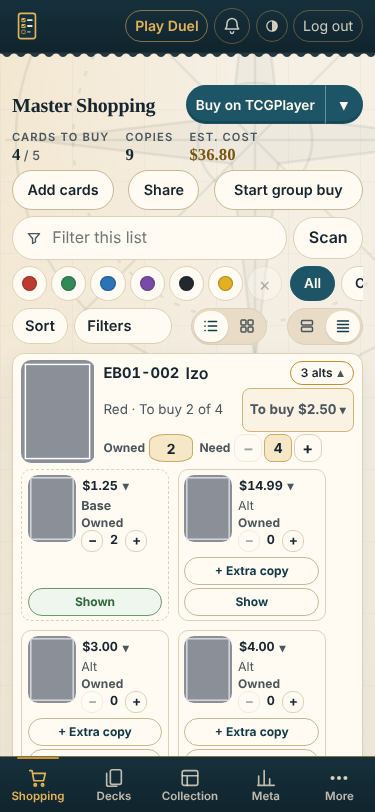 Play Duel
Log out
Master Shopping
Buy on TCGPlayer ▼
CARDS TO BUY COPIES EST. COST
4 / 5 9 $36.80
Add cards Share Start group buy
Filter this list Scan
× All
Sort Filters
EB01-002 Izo 3 alts ▲
Red · To buy 2 of 4 To buy $2.50 ▼
Owned 2 Need − 4 +
$1.25 ▼ $14.99 ▼
Base Alt
Owned Owned
− 2 + − 0 +
+ Extra copy
Shown Show
$3.00 ▼ $4.00 ▼
Alt Alt
Owned Owned
− 0 + − 0 +
+ Extra copy + Extra copy
Shopping Decks Collection Meta More